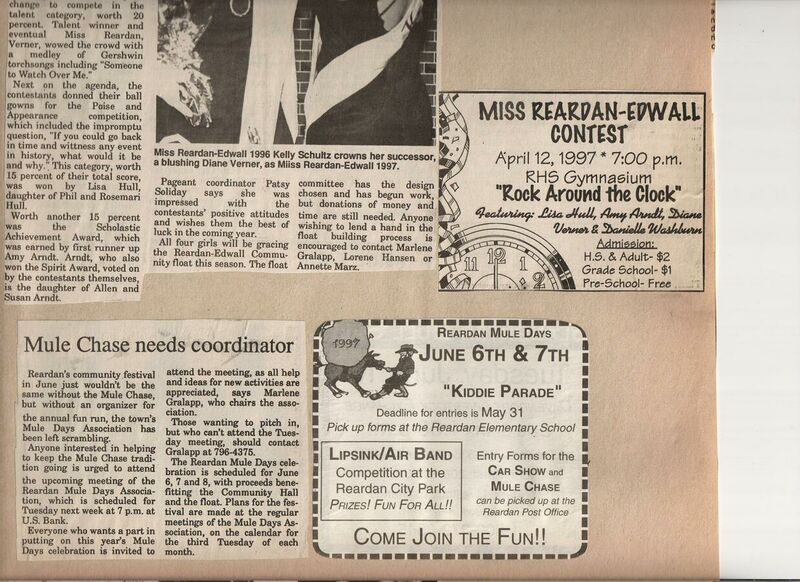 change to compete in the
talent category, worth 20
percent. Talent winner and
eventual Miss Reardan,
Verner, wowed the crowd with
a medley of Gershwin
torchsongs including "Someone
to Watch Over Me."
Next on the agenda, the
contestants donned their ball
gowns for the Poise and
Appearance competition,
which included the impromptu
question, "If you could go back
in time and wittness any event
in history, what would it be
and why." This category, worth
15 percent of their total score,
was won by Lisa Hull,
daughter of Phil and Rosemari
Hull.
Worth another 15 percent
was the Scholastic
Achievement Award, which
was earned by first runner up
Amy Arndt. Arndt, who also
won the Spirit Award, voted on
by the contestants themselves,
is the daughter of Allen and
Susan Arndt.
Miss Reardan-Edwall 1996 Kelly Schultz crowns her successor,
a blushing Diane Verner, as Miiss Reardan-Edwall 1997.
Pageant coordinator Patsy
Soliday says she was
impressed with the
contestants' positive attitudes
and wishes them the best of
luck in the coming year.
All four girls will be gracing
the Reardan-Edwall Commu-
nity float this season. The float
committee has the design
chosen and has begun work,
but donations of money and
time are still needed. Anyone
wishing to lend a hand in the
float building process is
encouraged to contact Marlene
Gralapp, Lorene Hansen or
Annette Marz.
MISS REARDAN-EDWALL
CONTEST
April 12, 1997 * 7:00 p.m.
RHS Gymnasium
"Rock Around the Clock"
Featuring: Lisa Hull, Amy Arndt, Diane
Verner & Danielle Washburn
Admission:
H.S. & Adult- $2
Grade School- $1
Pre-School- Free
11 12 1
10 2
Mule Chase needs coordinator
Reardan's community festival
in June just wouldn't be the
same without the Mule Chase,
but without an organizer for
the annual fun run, the town's
Mule Days Association has
been left scrambling.
Anyone interested in helping
to keep the Mule Chase tradi-
tion going is urged to attend
the upcoming meeting of the
Reardan Mule Days Associa-
tion, which is scheduled for
Tuesday next week at 7 p.m. at
U.S. Bank.
Everyone who wants a part in
putting on this year's Mule
Days celebration is invited to
attend the meeting, as all help
and ideas for new activities are
appreciated, says Marlene
Gralapp, who chairs the asso-
ciation.
Those wanting to pitch in,
but who can't attend the Tues-
day meeting, should contact
Gralapp at 796-4375.
The Reardan Mule Days cele-
bration is scheduled for June
6, 7 and 8, with proceeds bene-
fitting the Community Hall
and the float. Plans for the fes-
tival are made at the regular
meetings of the Mule Days As-
sociation, on the calendar for
the third Tuesday of each
month.
1997
REARDAN MULE DAYS
JUNE 6TH & 7TH
"KIDDIE PARADE"
Deadline for entries is May 31
Pick up forms at the Reardan Elementary School
LIPSINK/AIR BAND
Competition at the
Reardan City Park
PRIZES! FUN FOR ALL!!
Entry Forms for the
CAR SHOW and
MULE CHASE
can be picked up at the
Reardan Post Office
COME JOIN THE FUN!!